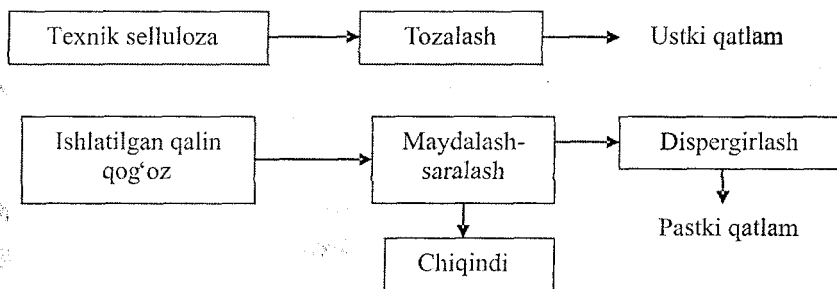 Texnik selluloza
Tozalash
Ustki qatlam
Ishlatilgan qalin
qog‘oz
Maydalash-
saralash
Dispergirlash
Pastki qatlam
Chiqindi